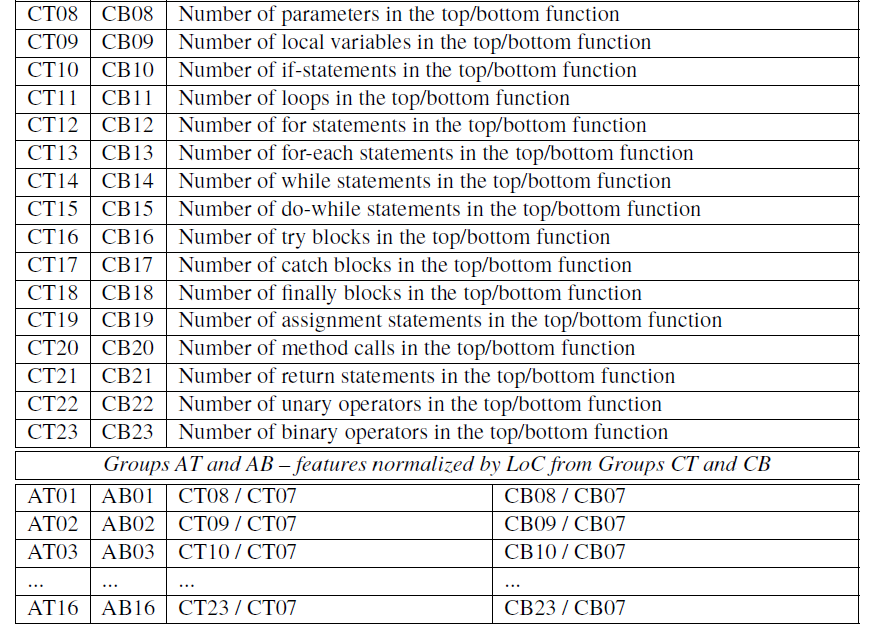 CT08 CB08 Number of parameters in the top/bottom function
CT09 CB09 Number of local variables in the top/bottom function
CT10 CB10 Number of if-statements in the top/bottom function
CT11 CB11 Number of loops in the top/bottom function
CT12 CB12 Number of for statements in the top/bottom function
CT13 CB13 Number of for-each statements in the top/bottom function
CT14 CB14 Number of while statements in the top/bottom function
CT15 CB15 Number of do-while statements in the top/bottom function
CT16 CB16 Number of try blocks in the top/bottom function
CT17 CB17 Number of catch blocks in the top/bottom function
CT18 CB18 Number of finally blocks in the top/bottom function
CT19 CB19 Number of assignment statements in the top/bottom function
CT20 CB20 Number of method calls in the top/bottom function
CT21 CB21 Number of return statements in the top/bottom function
CT22 CB22 Number of unary operators in the top/bottom function
CT23 CB23 Number of binary operators in the top/bottom function
Groups AT and AB – features normalized by LoC from Groups CT and CB
AT01 AB01 CT08 / CT07 CB08 / CB07
AT02 AB02 CT09 / CT07 CB09 / CB07
AT03 AB03 CT10 / CT07 CB10 / CB07
... ... ... ...
AT16 AB16 CT23 / CT07 CB23 / CB07